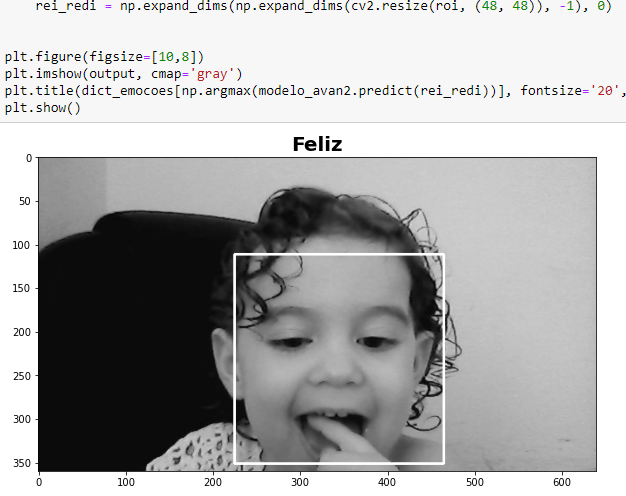 rei_redi = np.expand_dims(np.expand_dims(cv2.resize(roi, (48, 48)), -1), 0)
plt.figure(figsize=[10,8])
plt.imshow(output, cmap='gray')
plt.title(dict_emocoes[np.argmax(modelo_avan2.predict(rei_redi))], fontsize='20',
plt.show()
Feliz
0
50
100
150
200
250
300
350
0 100 200 300 400 500 600